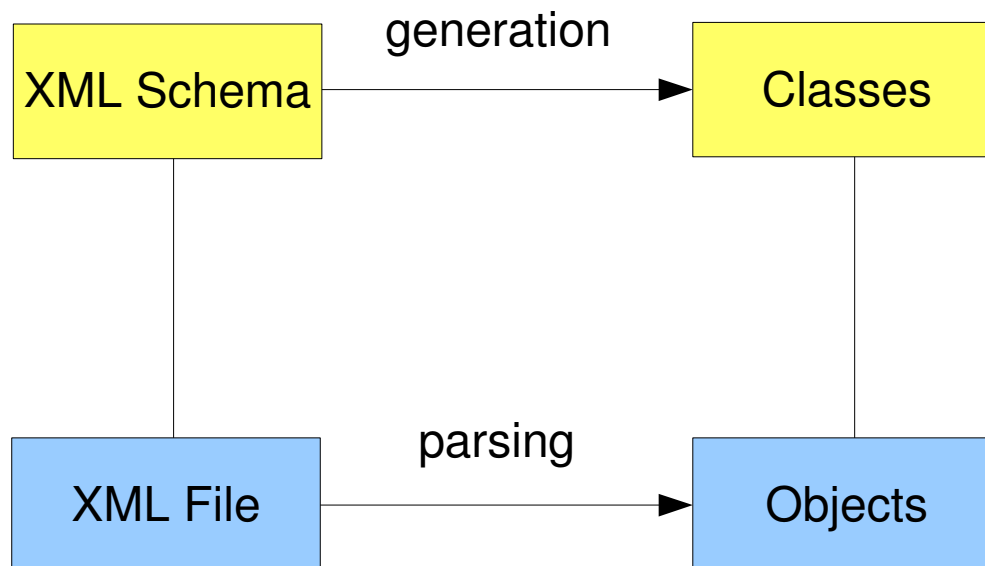 generation
XML Schema
Classes
parsing
XML File
Objects